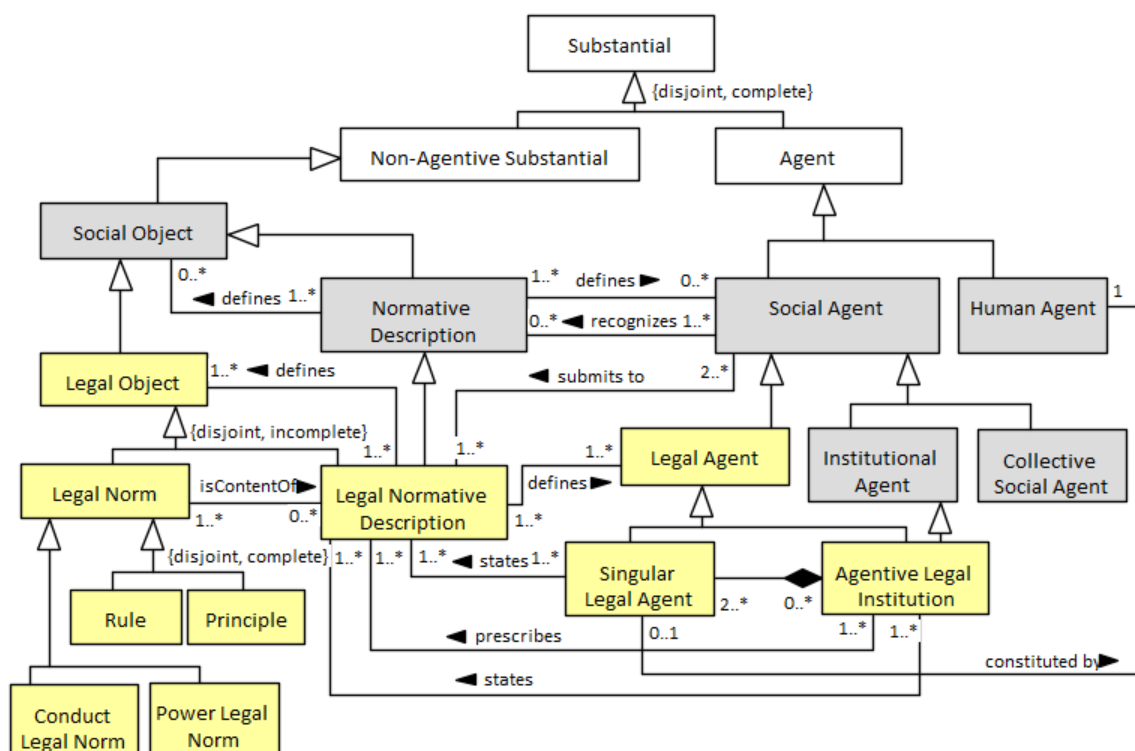 Substantial
{disjoint, complete}
Non-Agentive Substantial
Agent
Social Object
0..*
defines
1..*
Normative
Description
1..*
defines
0..*
0..*
recognizes
1..*
Social Agent
Human Agent
1
Legal Object
1..*
defines
submits to
2..*
{disjoint, incomplete}
1..*
1..*
Legal Agent
1..*
defines
1..*
Institutional
Agent
Collective
Social Agent
Legal Norm
isContentOf
1..*
0..*
Legal Normative
Description
{disjoint, complete}
1..*
1..*
1..*
states
1..*
Singular
Legal Agent
2..*
0..*
Agentive Legal
Institution
Rule
Principle
0..1
prescribes
1..*
1..*
constituted by
states
Conduct
Legal Norm
Power Legal
Norm